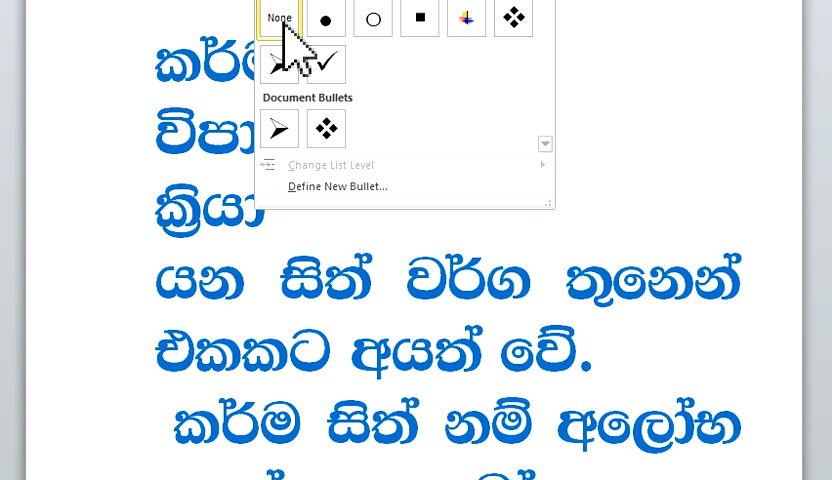 None
Document Bullets
Change List Level
Define New Bullet...
ක්‍රියා
යන සිත් වර්ග තුනෙන්
එකකට අයත් වේ.
කර්ම සිත් නම් අලෝභ